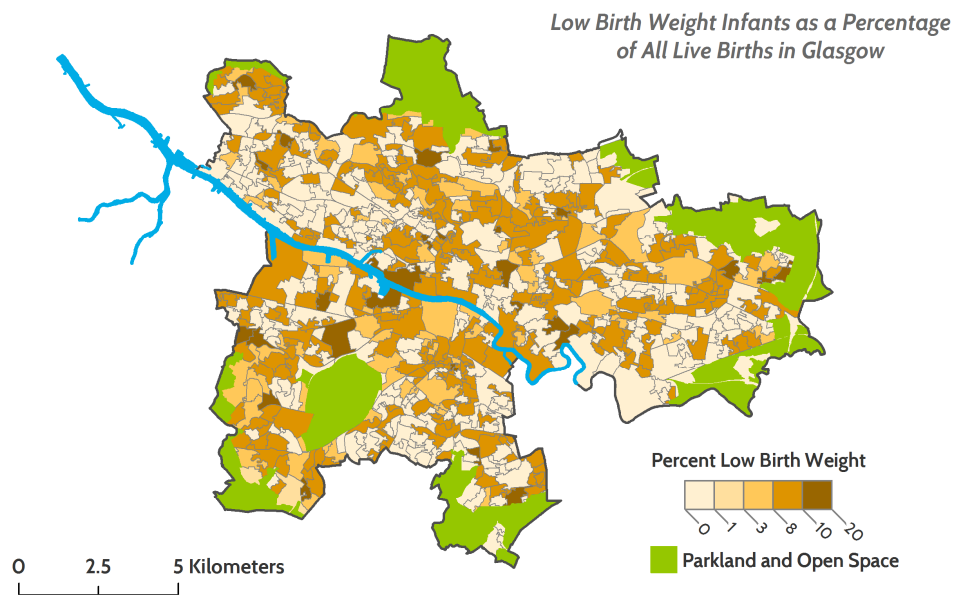 Low Birth Weight Infants as a Percentage
of All Live Births in Glasgow
Percent Low Birth Weight
0 1 3 8 10 20
Parkland and Open Space
0 2.5 5 Kilometers